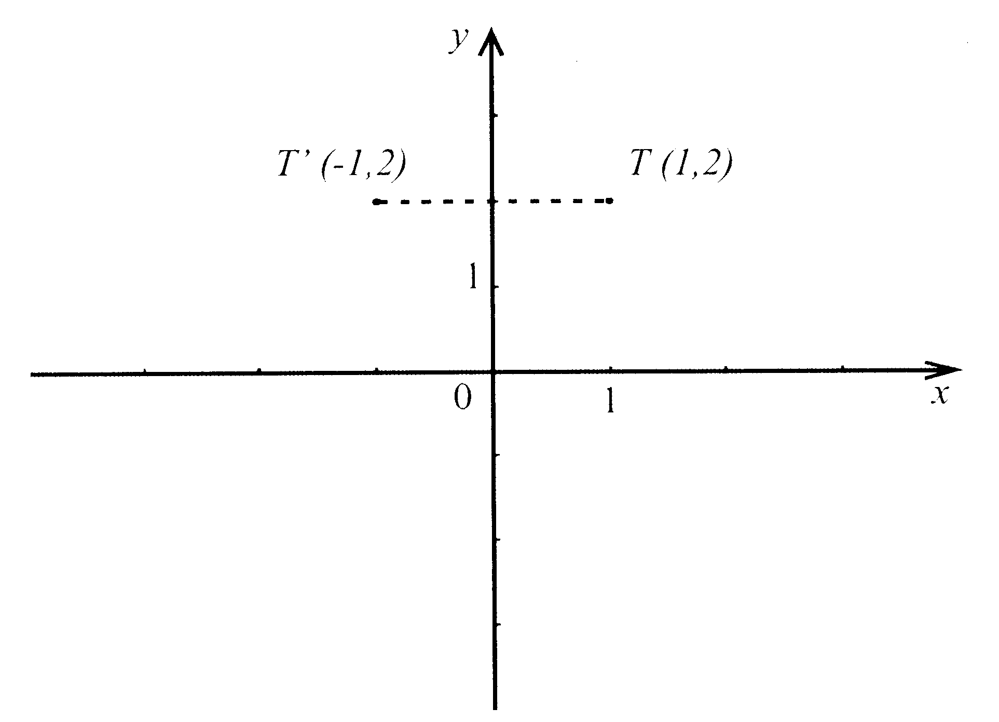 y
T' (-1,2)
T (1,2)
1
0
1
x